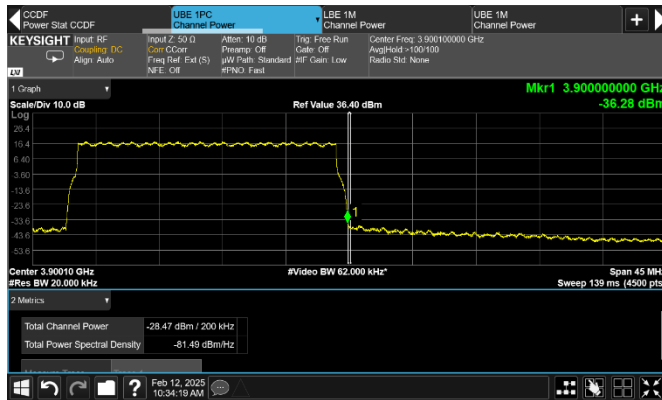 CCDF
Power Stat CCDF
UBE 1PC
Channel Power
LBE 1M
Channel Power
UBE 1M
Channel Power
KEYSIGHT
Input: RF
Coupling: DC
Align: Auto
Input Z: 50 Ω
Corr CCorr
Freq Ref: Ext (S)
NFE: Off
Atten: 10 dB
Preamp: Off
µW Path: Standard
#PNO: Fast
Trig: Free Run
Gate: Off
#IF Gain: Low
Center Freq: 3.900100000 GHz
Avg|Hold:>100/100
Radio Std: None
LXI
1 Graph
Scale/Div 10.0 dB
Ref Value 36.40 dBm
Mkr1 3.900000000 GHz
-36.28 dBm
Log
26.4
16.4
6.40
-3.60
-13.6
-23.6
-33.6
-43.6
-53.6
1
Center 3.90010 GHz
#Res BW 20.000 kHz
#Video BW 62.000 kHz*
Span 45 MHz
Sweep 139 ms (4500 pts
2 Metrics
Total Channel Power -28.47 dBm / 200 kHz
Total Power Spectral Density -81.49 dBm/Hz
?
Feb 12, 2025
10:34:19 AM